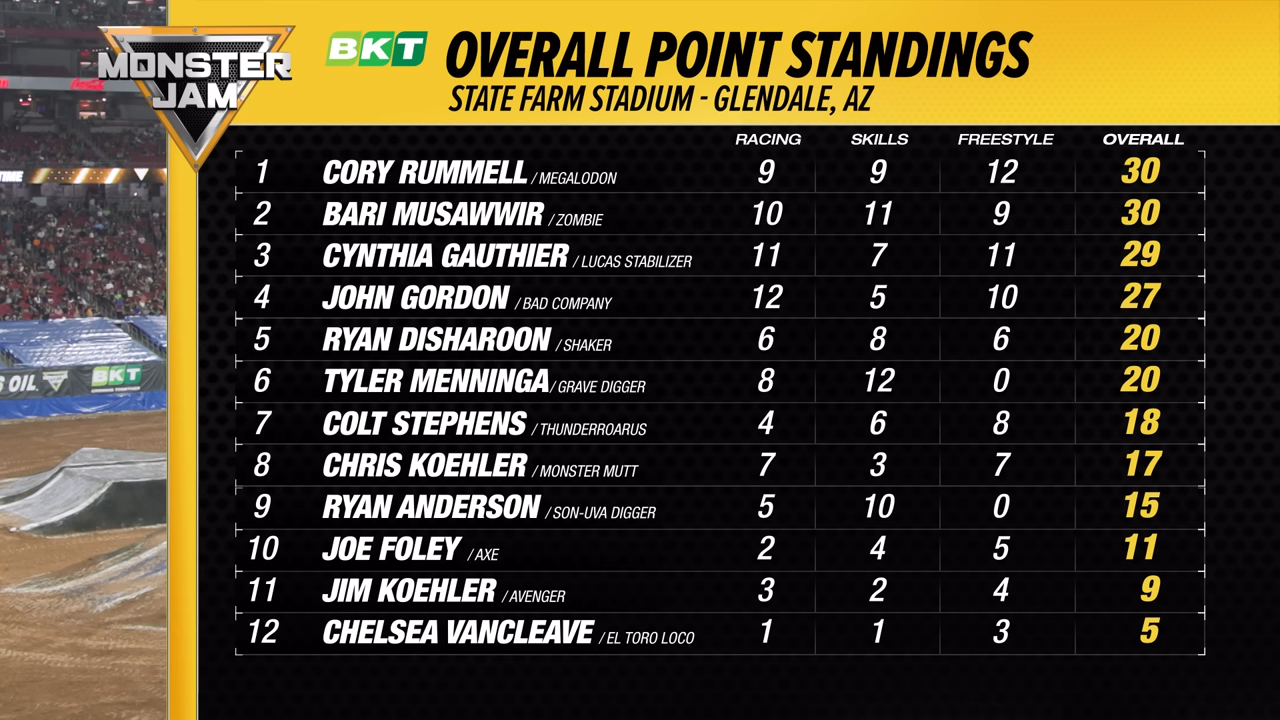 MONSTER JAM
BKT OVERALL POINT STANDINGS
STATE FARM STADIUM - GLENDALE, AZ
RACING SKILLS FREESTYLE OVERALL
1 CORY RUMMELL / MEGALODON 9 9 12 30
2 BARI MUSAWWIR / ZOMBIE 10 11 9 30
3 CYNTHIA GAUTHIER / LUCAS STABILIZER 11 7 11 29
4 JOHN GORDON / BAD COMPANY 12 5 10 27
5 RYAN DISHAROON / SHAKER 6 8 6 20
6 TYLER MENNINGA / GRAVE DIGGER 8 12 0 20
7 COLT STEPHENS / THUNDERROARUS 4 6 8 18
8 CHRIS KOEHLER / MONSTER MUTT 7 3 7 17
9 RYAN ANDERSON / SON-UVA DIGGER 5 10 0 15
10 JOE FOLEY / AXE 2 4 5 11
11 JIM KOEHLER / AVENGER 3 2 4 9
12 CHELSEA VANCLEAVE / EL TORO LOCO 1 1 3 5
Coca-Cola
TIME
OIL BKT